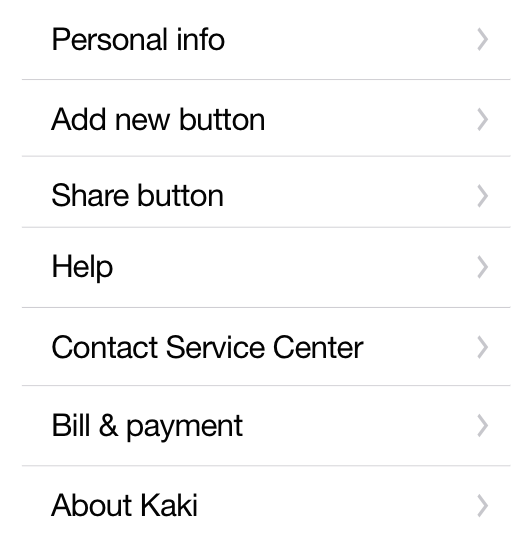 Personal info
Add new button
Share button
Help
Contact Service Center
Bill & payment
About Kaki